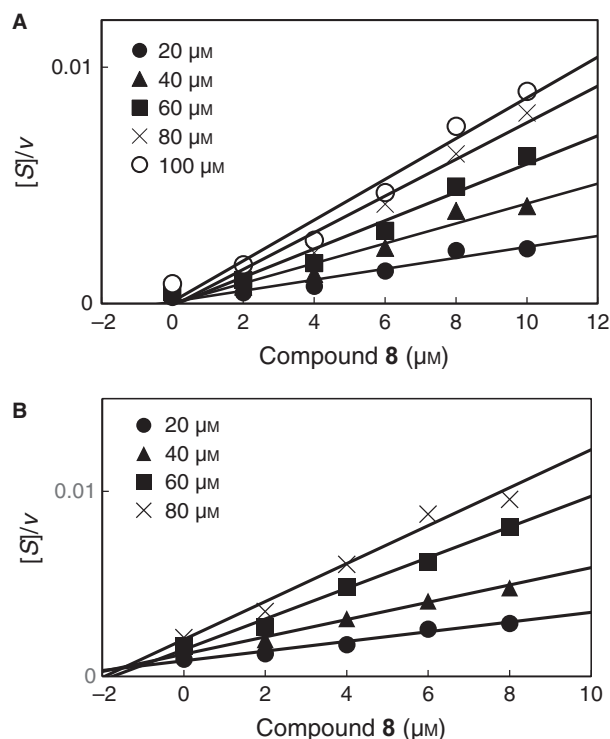 A
20 µM
40 µM
60 µM
80 µM
100 µM
[S]/v
0.01
0
−2 0 2 4 6 8 10 12
Compound 8 (µM)
B
20 µM
40 µM
60 µM
80 µM
[S]/v
0.01
0
−2 0 2 4 6 8 10
Compound 8 (µM)